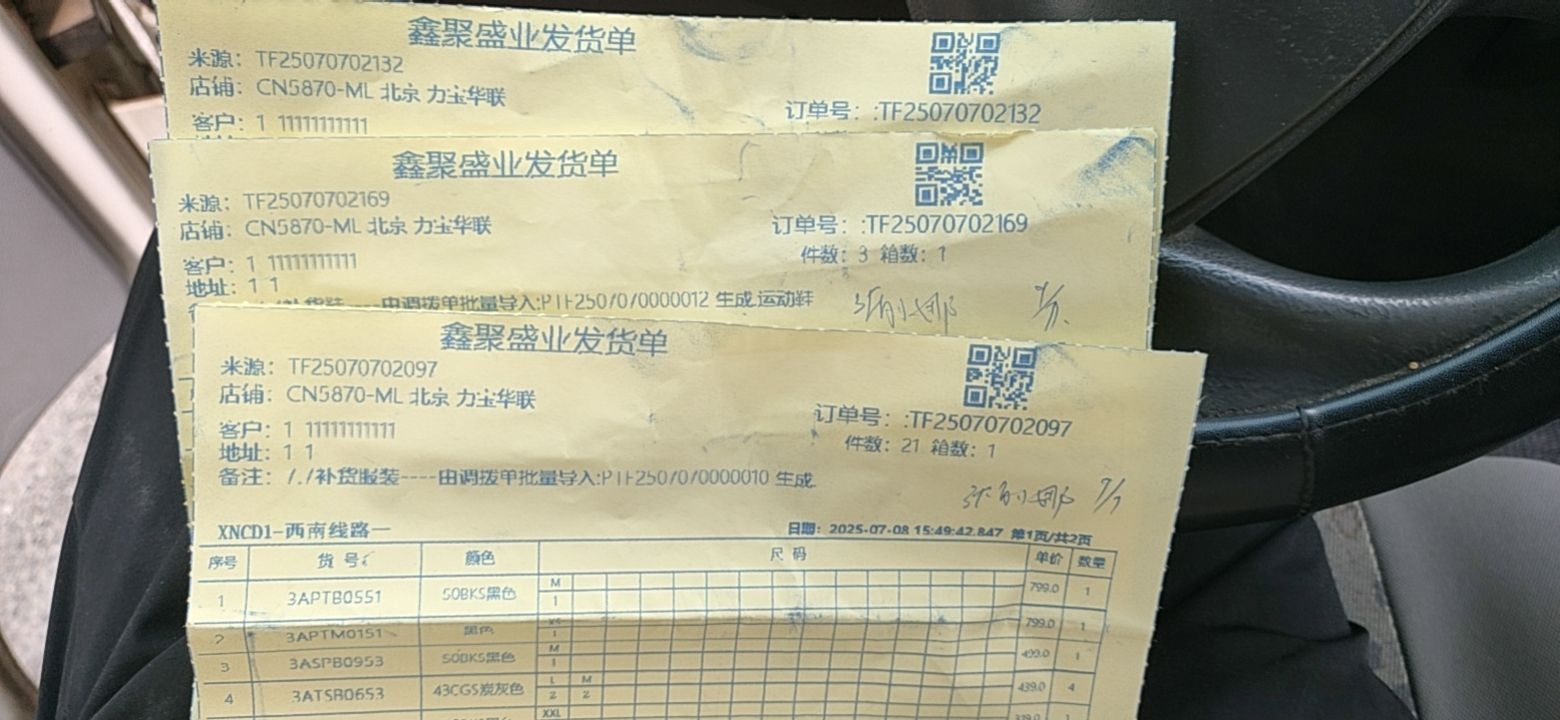 鑫聚盛业发货单
来源: TF25070702132
店铺: CN5870-ML 北京 力宝华联
订单号: :TF25070702132
客户: 1 11111111111
鑫聚盛业发货单
来源: TF25070702169
店铺: CN5870-ML 北京 力宝华联
订单号: :TF25070702169
件数: 3 箱数: 1
客户: 1 11111111111
地址: 1 1
由调拨单批量导入:PTF2507070000012 生成.运动鞋
鑫聚盛业发货单
来源: TF25070702097
店铺: CN5870-ML 北京 力宝华联
订单号: :TF25070702097
件数: 21 箱数: 1
客户: 1 11111111111
地址: 1 1
备注: 7.7补货服装----由调拨单批量导入:PTF2507070000010 生成.
9/7
XNCD1-西南线路一
日期: 2025-07-08 15:49:42.847 第1页/共2页
序号 货号 颜色 尺码 单价 数量
M
1 3APTB0551 50BKS黑色 1 799.0 1
2 3APTM0151 黑色 1 799.0 1
M
3 3ASPB0953 50BKS黑色 1 499.0 1
L M
4 3ATSB0653 43CGS炭灰色 2 2 439.0 4
XXL